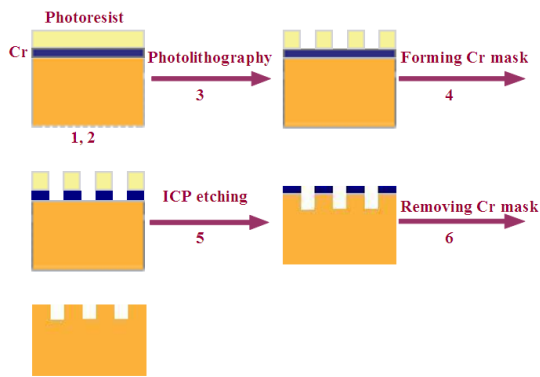 Photoresist
Cr
Photolithography
3
Forming Cr mask
4
1, 2
ICP etching
5
Removing Cr mask
6